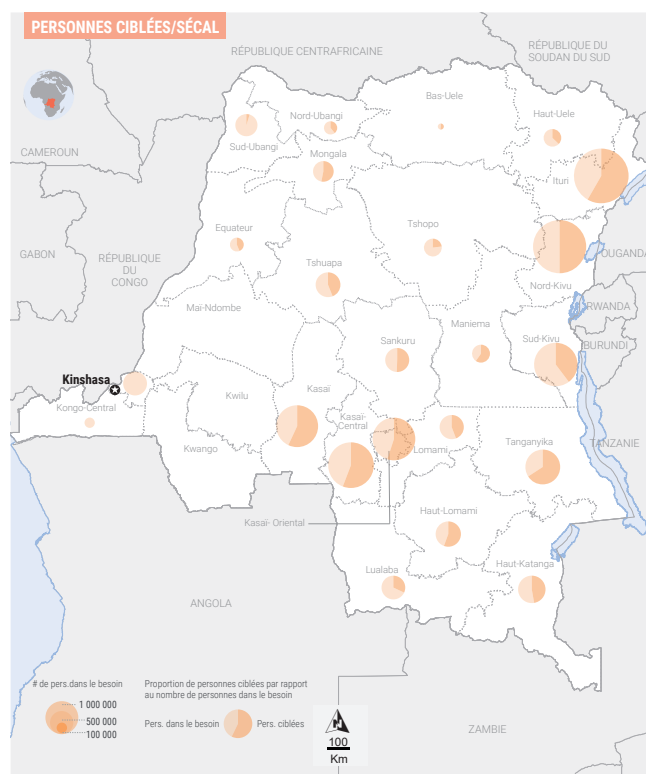 PERSONNES CIBLÉES/SÉCAL
RÉPUBLIQUE CENTRAFRICAINE
RÉPUBLIQUE DU
SOUDAN DU SUD
CAMEROUN
GABON
RÉPUBLIQUE
DU
CONGO
OUGANDA
RWANDA
BURUNDI
TANZANIE
ANGOLA
ZAMBIE
Bas-Uele
Nord-Ubangi
Haut-Uele
Sud-Ubangi
Mongala
Ituri
Equateur
Tshopo
Tshuapa
Nord-Kivu
Maï-Ndombe
Sankuru
Maniema
Sud-Kivu
Kinshasa
Kongo-Central
Kwilu
Kasaï
Kasaï-
Central
Lomami
Kwango
Tanganyika
Kasaï- Oriental
Haut-Lomami
Lualaba
Haut-Katanga
# de pers.dans le besoin
1 000 000
500 000
100 000
Proportion de personnes ciblées par rapport
au nombre de personnes dans le besoin
Pers. dans le besoin
Pers. ciblées
N
100
Km